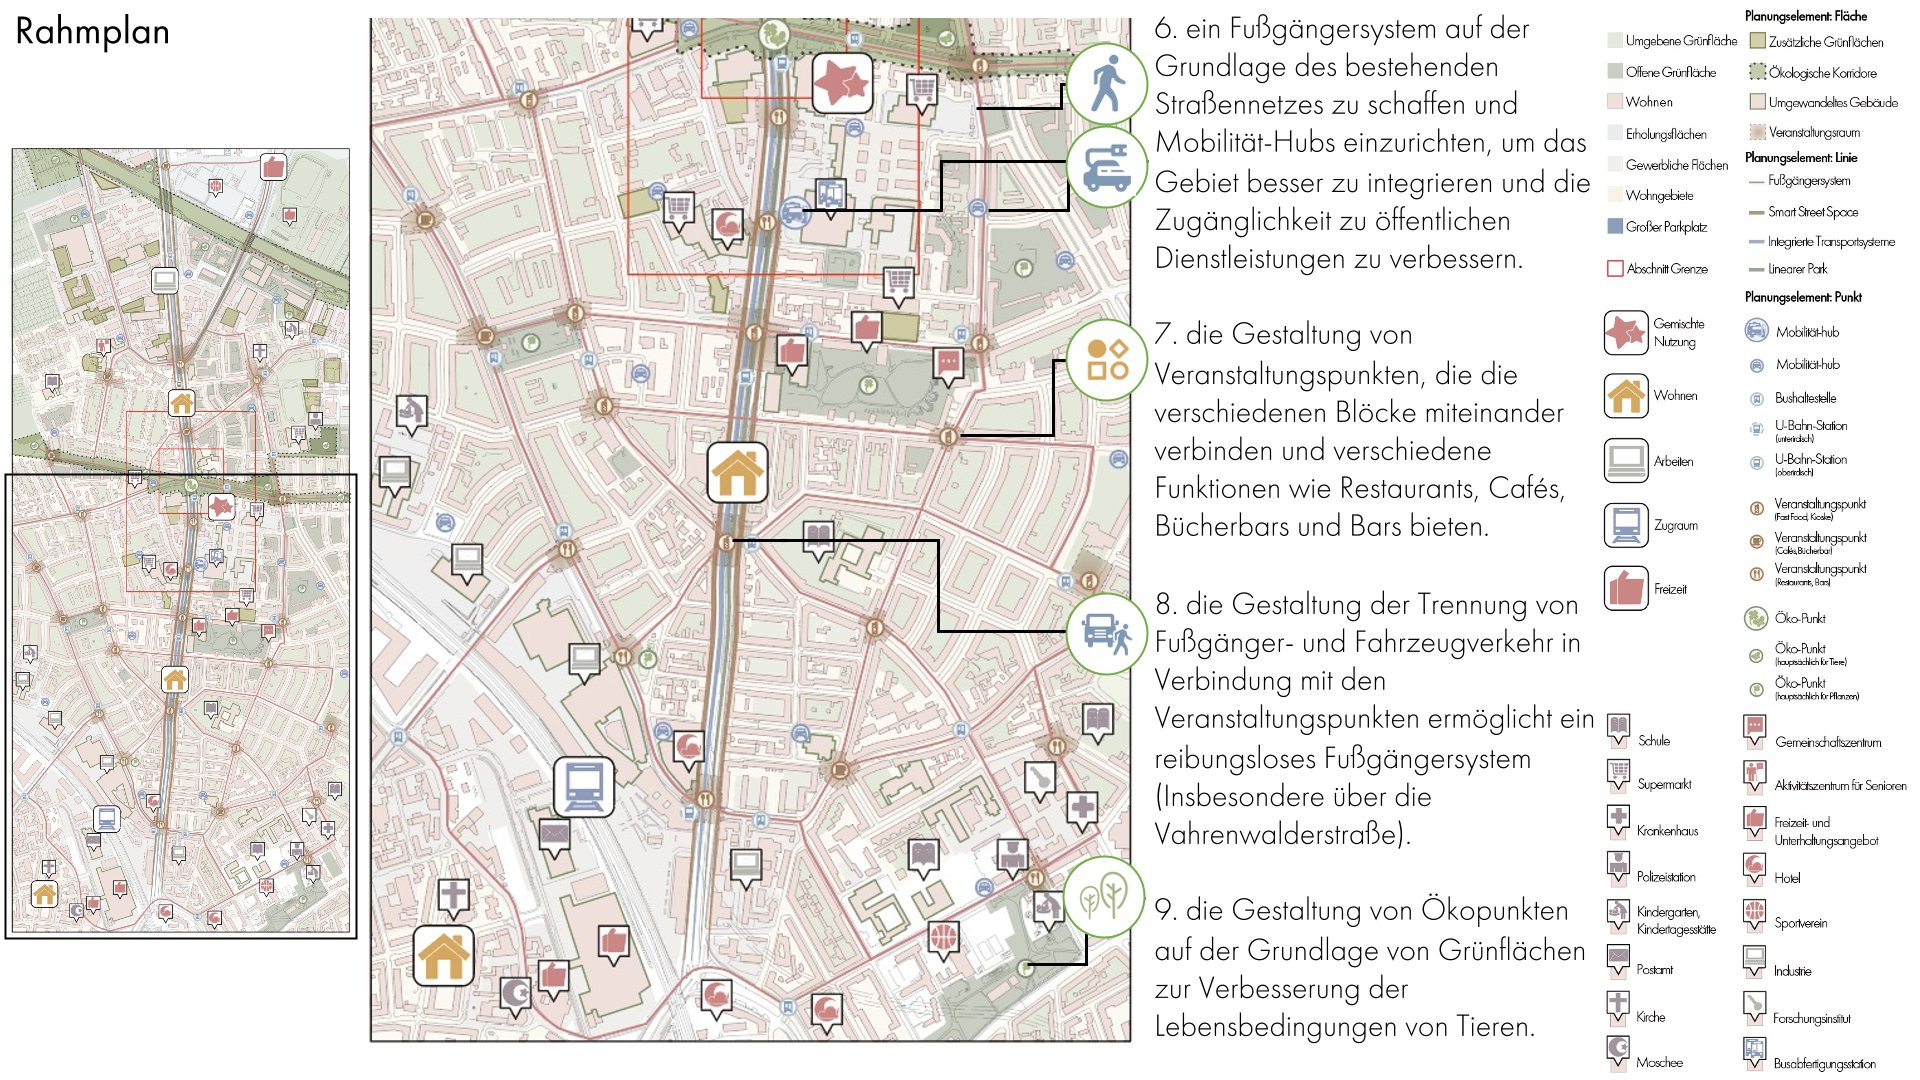 Rahmplan
6. ein Fußgängersystem auf der
Grundlage des bestehenden
Straßennetzes zu schaffen und
Mobilität-Hubs einzurichten, um das
Gebiet besser zu integrieren und die
Zugänglichkeit zu öffentlichen
Dienstleistungen zu verbessern.
7. die Gestaltung von
Veranstaltungspunkten, die die
verschiedenen Blöcke miteinander
verbinden und verschiedene
Funktionen wie Restaurants, Cafés,
Bücherbars und Bars bieten.
8. die Gestaltung der Trennung von
Fußgänger- und Fahrzeugverkehr in
Verbindung mit den
Veranstaltungspunkten ermöglicht ein
reibungsloses Fußgängersystem
(Insbesondere über die
Vahrenwalderstraße).
9. die Gestaltung von Ökopunkten
auf der Grundlage von Grünflächen
zur Verbesserung der
Lebensbedingungen von Tieren.
Umgebene Grünfläche
Offene Grünfläche
Wohnen
Erholungsflächen
Gewerbliche Flächen
Wohngebiete
Großer Parkplatz
Abschnitt Grenze
Gemischte
Nutzung
Wohnen
Arbeiten
Zugraum
Freizeit
Schule
Supermarkt
Krankenhaus
Polizeistation
Kindergarten,
Kindertagesstätte
Postamt
Kirche
Moschee
Planungselement: Fläche
Zusätzliche Grünflächen
Ökologische Korridore
Umgewandeltes Gebäude
Veranstaltungsraum
Planungselement: Linie
Fußgängersystem
Smart Street Space
Integrierte Transportsysteme
Linearer Park
Planungselement: Punkt
Mobilität-hub
Mobilität-hub
Bushaltestelle
U-Bahn-Station
(unterirdisch)
U-Bahn-Station
(oberirdisch)
Veranstaltungspunkt
(Fast Food, Kioske)
Veranstaltungspunkt
(Cafés,Bücherbar)
Veranstaltungspunkt
(Restaurants, Bars)
Öko-Punkt
Öko-Punkt
(hauptsächlich für Tiere)
Öko-Punkt
(hauptsächlich für Pflanzen)
Gemeinschaftszentrum
Aktivitätszentrum für Senioren
Freizeit- und
Unterhaltungsangebot
Hotel
Sportverein
Industrie
Forschungsinstitut
Busabfertigungsstation